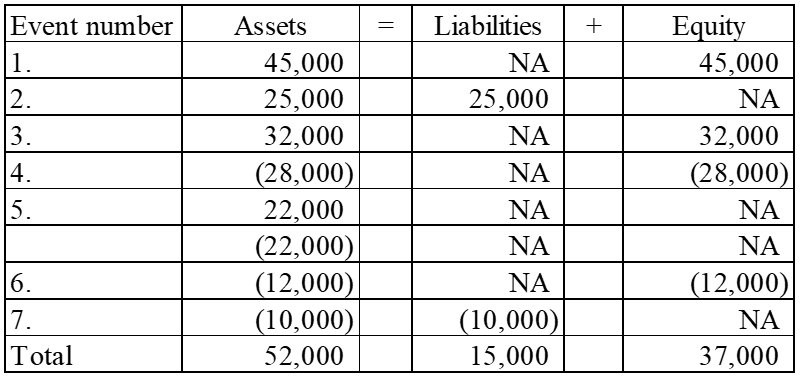 Event number Assets = Liabilities + Equity
1. 45,000 NA 45,000
2. 25,000 25,000 NA
3. 32,000 NA 32,000
4. (28,000) NA (28,000)
5. 22,000 NA NA
(22,000) NA NA
6. (12,000) NA (12,000)
7. (10,000) (10,000) NA
Total 52,000 15,000 37,000